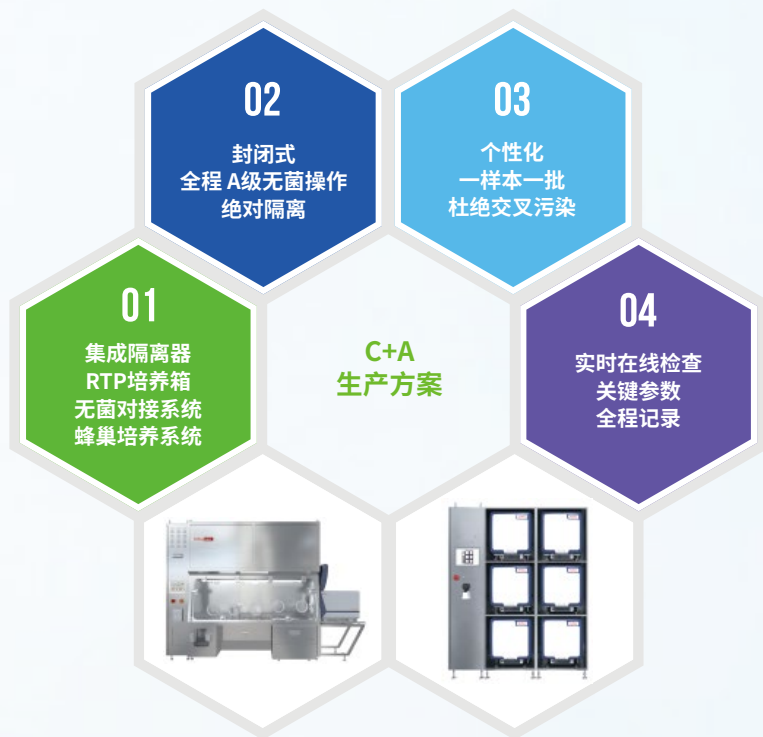 02
封闭式
全程 A级无菌操作
绝对隔离
03
个性化
一样本一批
杜绝交叉污染
01
集成隔离器
RTP培养箱
无菌对接系统
蜂巢培养系统
C+A
生产方案
04
实时在线检查
关键参数
全程记录